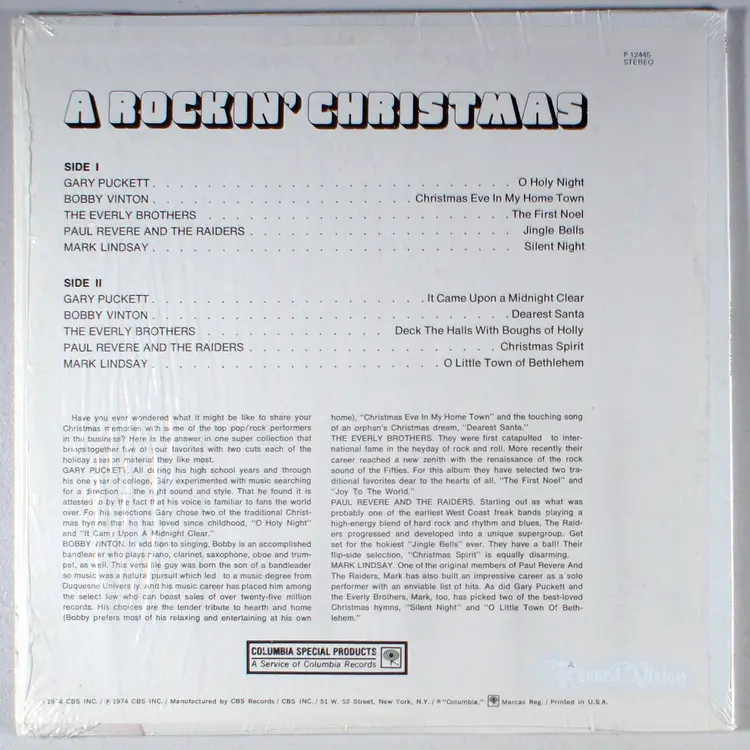 P 12445
STEREO
A ROCKIN' CHRISTMAS
SIDE I
GARY PUCKETT . . . . . . . . . . . . . . . . . . . . . . . . . . . O Holy Night
BOBBY VINTON . . . . . . . . . . . . . . . . . . . Christmas Eve In My Home Town
THE EVERLY BROTHERS . . . . . . . . . . . . . . . . . . . . . . The First Noel
PAUL REVERE AND THE RAIDERS . . . . . . . . . . . . . . . . . . . . Jingle Bells
MARK LINDSAY . . . . . . . . . . . . . . . . . . . . . . . . . . . Silent Night
SIDE II
GARY PUCKETT . . . . . . . . . . . . . . . . . . . . It Came Upon a Midnight Clear
BOBBY VINTON . . . . . . . . . . . . . . . . . . . . . . . . . . Dearest Santa
THE EVERLY BROTHERS . . . . . . . . . . . . . Deck The Halls With Boughs of Holly
PAUL REVERE AND THE RAIDERS . . . . . . . . . . . . . . . . . . Christmas Spirit
MARK LINDSAY . . . . . . . . . . . . . . . . . . . . . O Little Town of Bethlehem
Have you ever wondered what it might be like to share your
Christmas memories with some of the top pop/rock performers
in the business? Here is the answer in one super collection that
brings together five of your favorites with two cuts each of the
holiday season material they like most.
GARY PUCKETT. All during his high school years and through
his one year of college, Gary experimented with music searching
for a direction ... the right sound and style. That he found it is
attested to by the fact that his voice is familiar to fans the world
over. For his selections Gary chose two of the traditional Christ-
mas hymns that he has loved since childhood, "O Holy Night"
and "It Came Upon A Midnight Clear."
BOBBY VINTON. In addition to singing, Bobby is an accomplished
bandleader who plays piano, clarinet, saxophone, oboe and trum-
pet, as well. This versatile guy was born the son of a bandleader
so music was a natural pursuit which led to a music degree from
Duquesne University. And his music career has placed him among
the select few who can boast sales of over twenty-five million
records. His choices are the tender tribute to hearth and home
(Bobby prefers most of his relaxing and entertaining at his own
home), "Christmas Eve In My Home Town" and the touching song
of an orphan's Christmas dream, "Dearest Santa."
THE EVERLY BROTHERS. They were first catapulted to inter-
national fame in the heyday of rock and roll. More recently their
career reached a new zenith with the renaissance of the rock
sound of the Fifties. For this album they have selected two tra-
ditional favorites dear to the hearts of all, "The First Noel" and
"Joy To The World."
PAUL REVERE AND THE RAIDERS. Starting out as what was
probably one of the earliest West Coast freak bands playing a
high-energy blend of hard rock and rhythm and blues, The Raid-
ers progressed and developed into a unique supergroup. Get
set for the hokiest "Jingle Bells" ever. They have a ball! Their
flip-side selection, "Christmas Spirit" is equally disarming.
MARK LINDSAY. One of the original members of Paul Revere And
The Raiders, Mark has also built an impressive career as a solo
performer with an enviable list of hits. As did Gary Puckett and
the Everly Brothers, Mark, too, has picked two of the best-loved
Christmas hymns, "Silent Night" and "O Little Town Of Beth-
lehem."
COLUMBIA SPECIAL PRODUCTS
A Service of Columbia Records
A
Record Vision
1974 CBS INC. / ℗ 1974 CBS INC. / Manufactured by CBS Records / CBS INC. / 51 W. 52 Street, New York, N.Y. / ® "Columbia," Marcas Reg. / Printed in U.S.A.